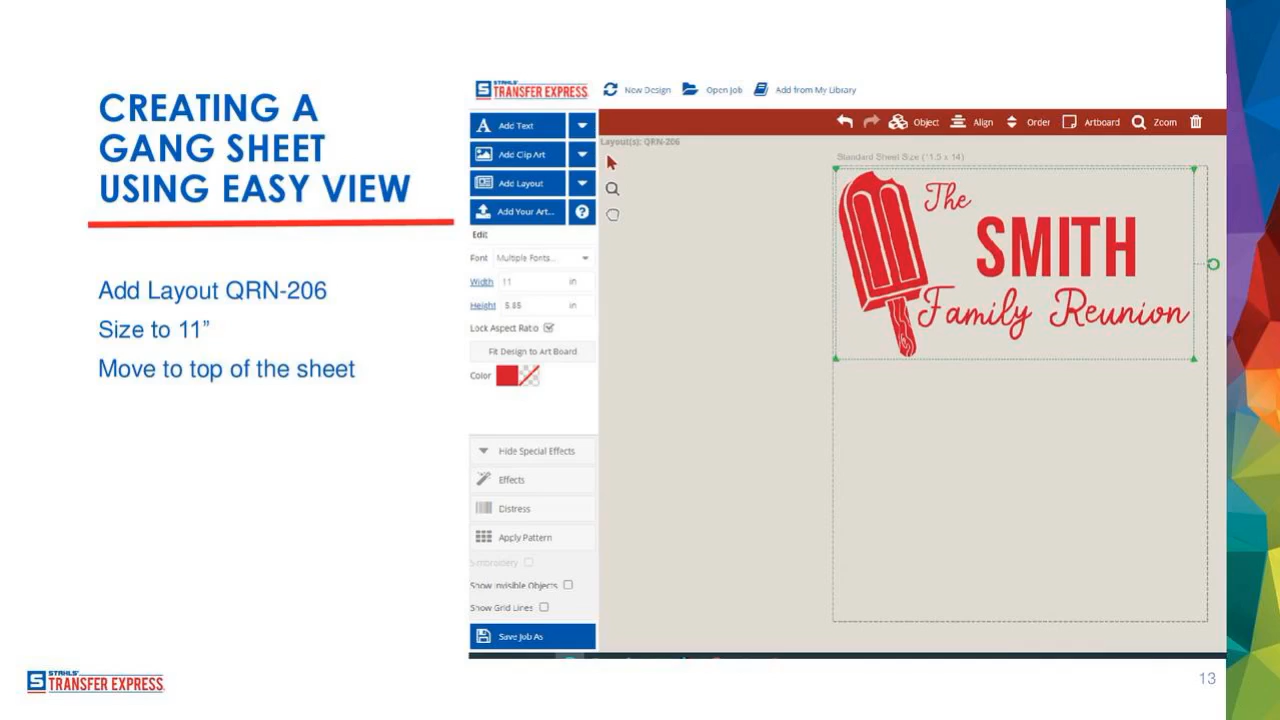 CREATING A
GANG SHEET
USING EASY VIEW
Add Layout QRN-206
Size to 11”
Move to top of the sheet
STAHLS'
TRANSFER EXPRESS
New Design
Open Job
Add from My Library
Add Text
Add Clip Art
Add Layout
Add Your Art...
Object
Align
Order
Artboard
Zoom
Layout(s): QRN-206
Standard Sheet Size (11.5 x 14)
Edit
Font Multiple Fonts...
Width 11 in
Height 5.85 in
Lock Aspect Ratio
Fit Design to Art Board
Color
The
SMITH
Family Reunion
Hide Special Effects
Effects
Distress
Apply Pattern
Embroidery
Show Invisible Objects
Show Grid Lines
Save Job As
STAHLS'
TRANSFER EXPRESS
13